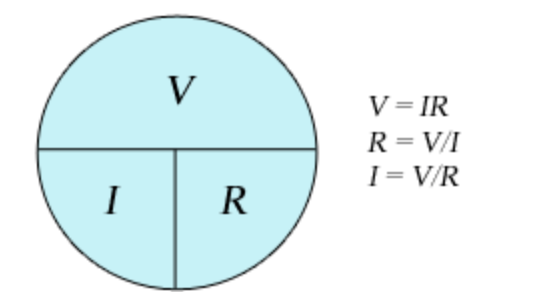 V
I R
V = IR
R = V/I
I = V/R